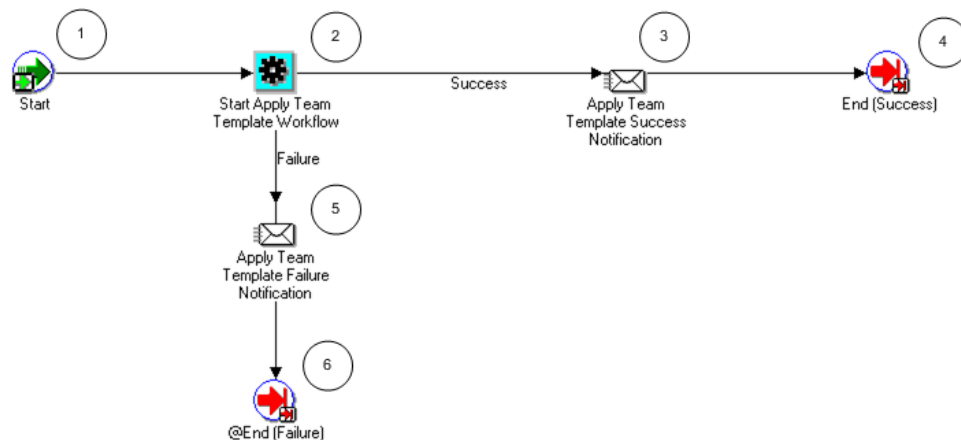 1
2
3
4
Start
Start Apply Team
Template Workflow
Success
Apply Team
Template Success
Notification
End (Success)
Failure
5
Apply Team
Template Failure
Notification
6
@End (Failure)